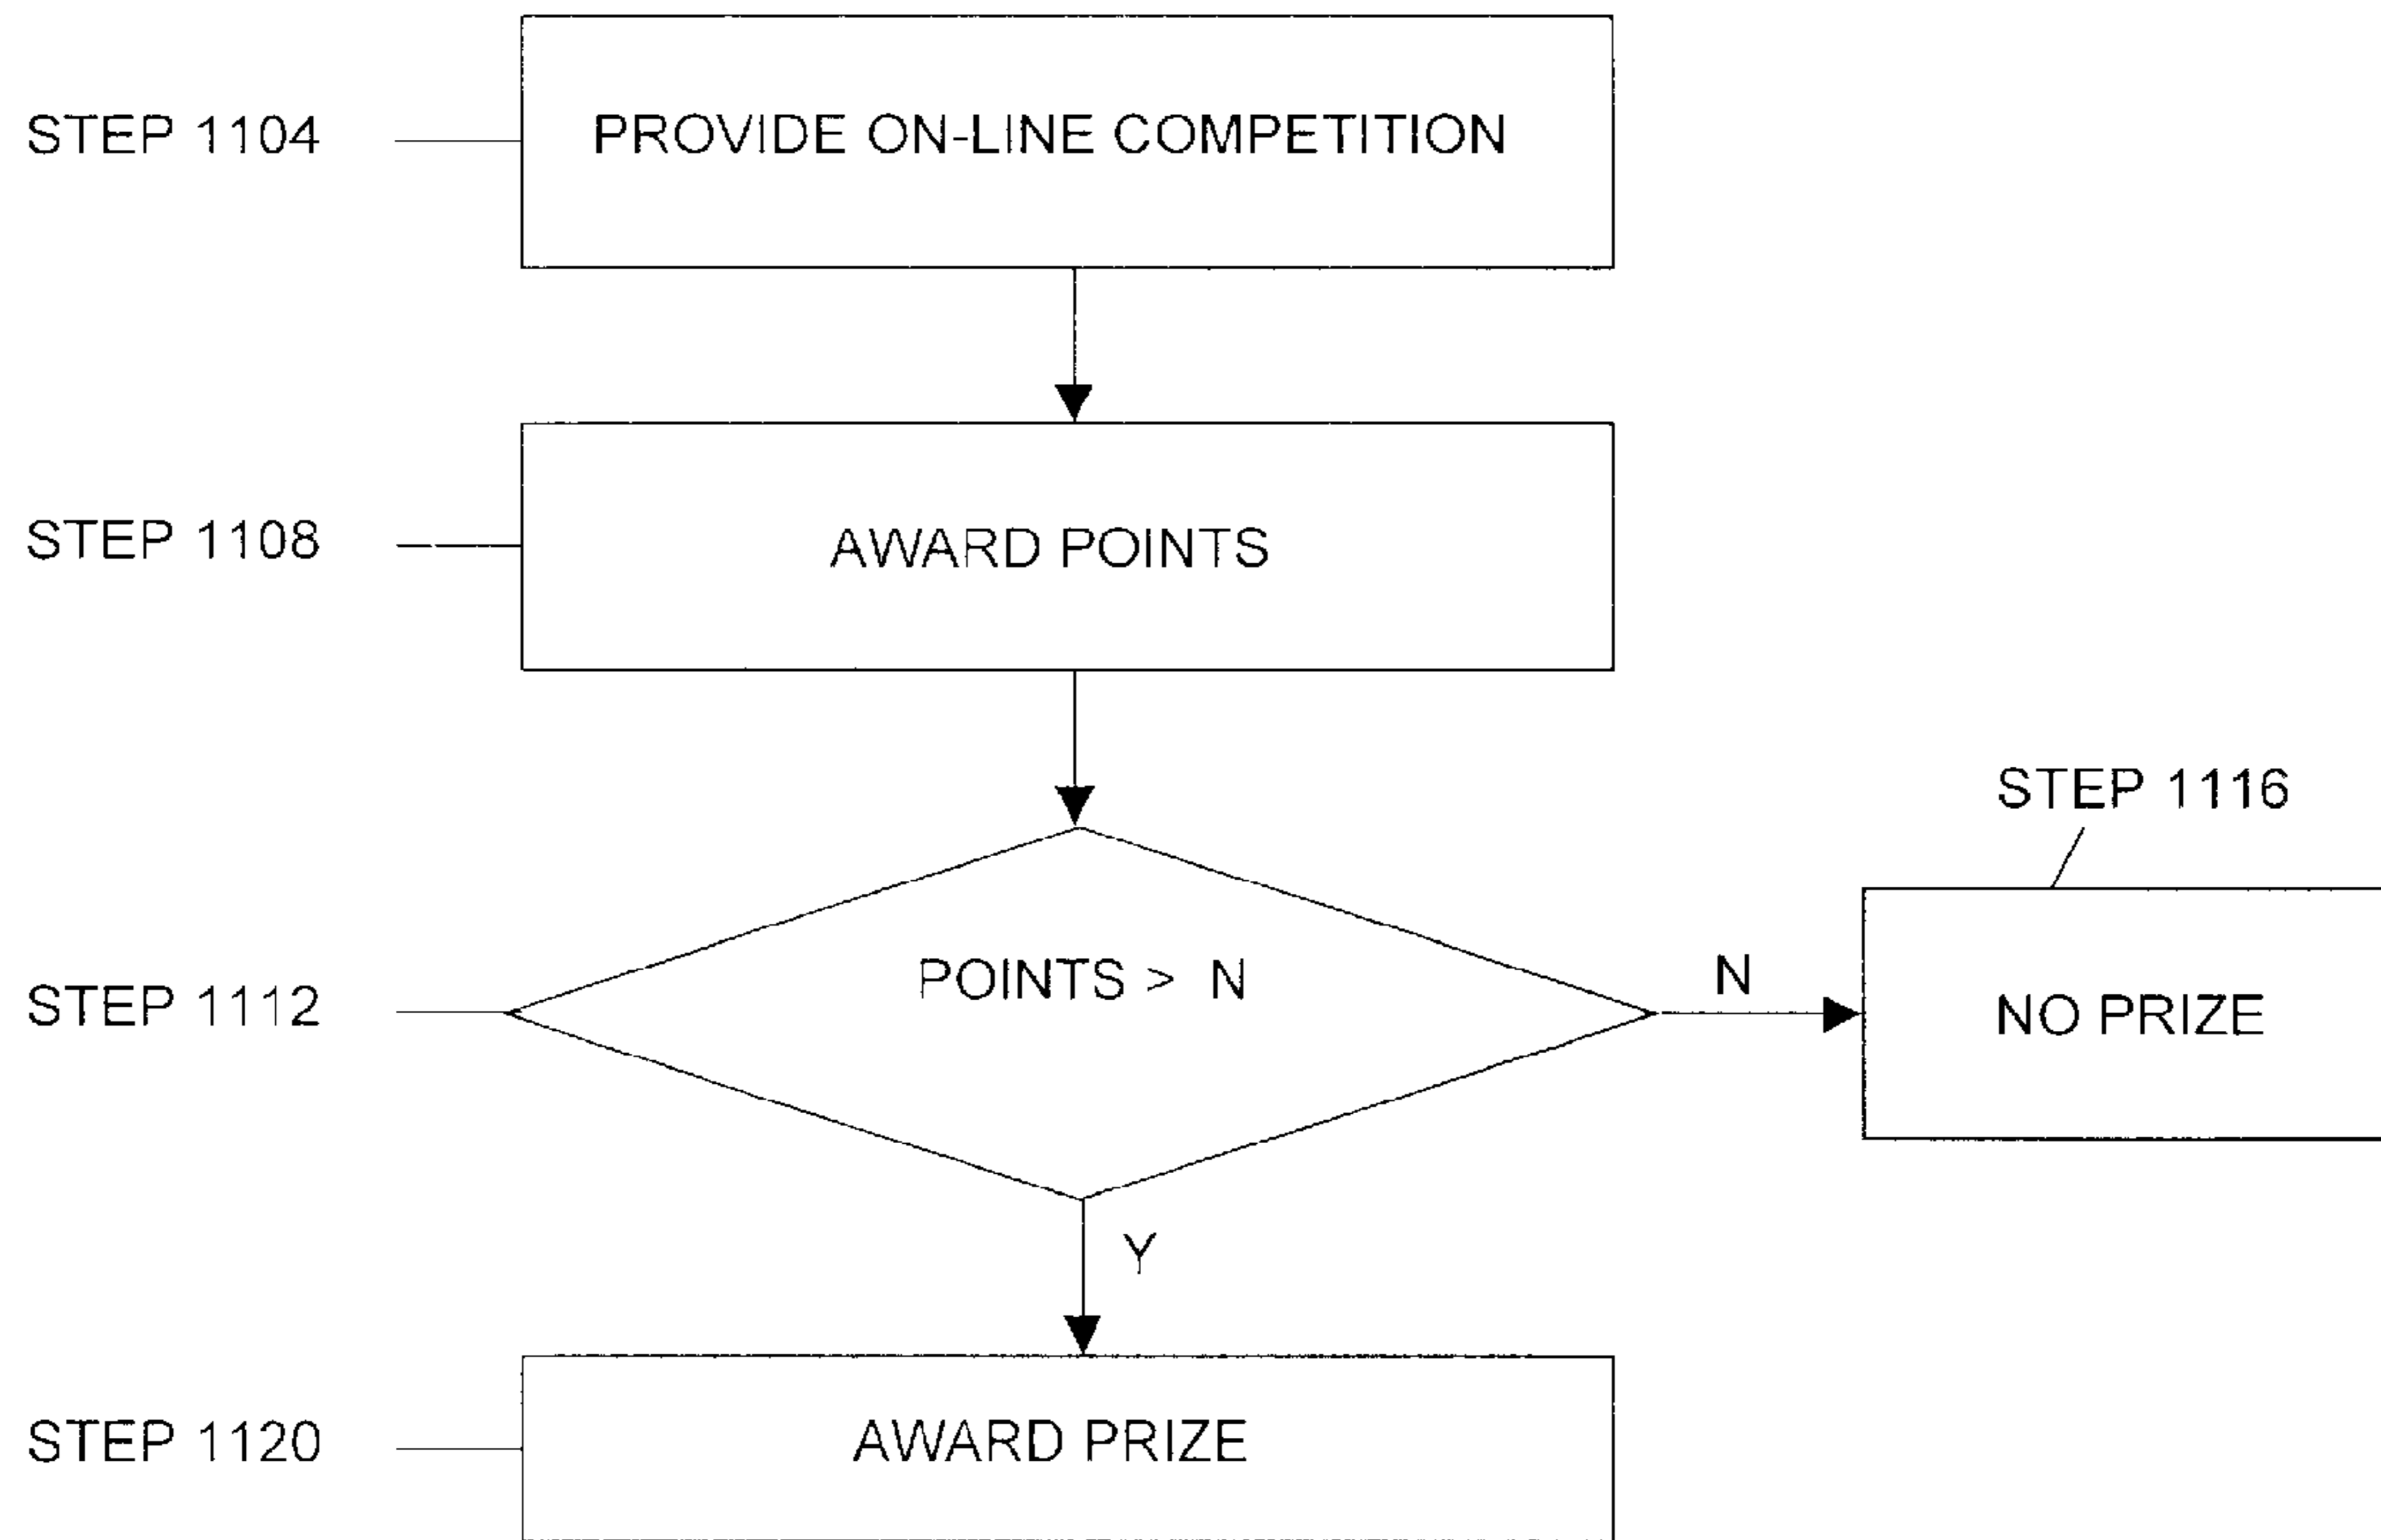 STEP 1104
PROVIDE ON-LINE COMPETITION
STEP 1108
AWARD POINTS
STEP 1116
STEP 1112
POINTS > N
N
NO PRIZE
Y
STEP 1120
AWARD PRIZE